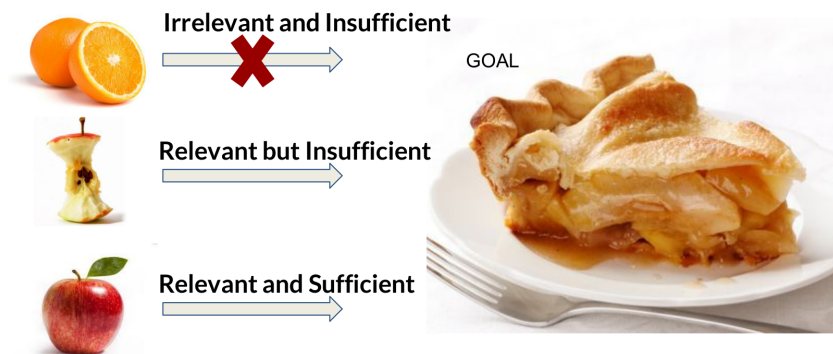 Irrelevant and Insufficient
GOAL
Relevant but Insufficient
Relevant and Sufficient